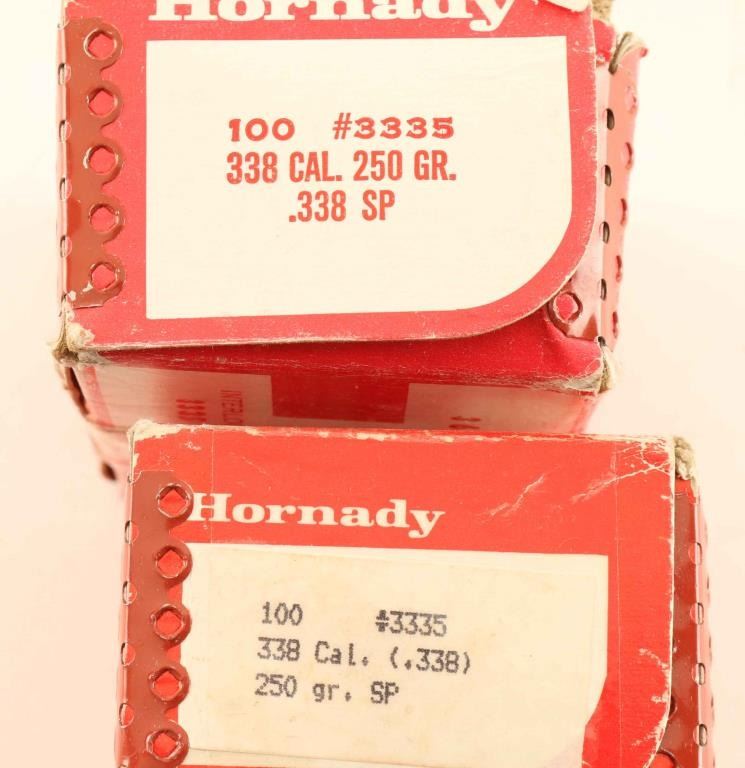 Hornady
100 #3335
338 CAL. 250 GR.
.338 SP
Hornady
100 #3335
338 Cal. (.338)
250 gr. SP